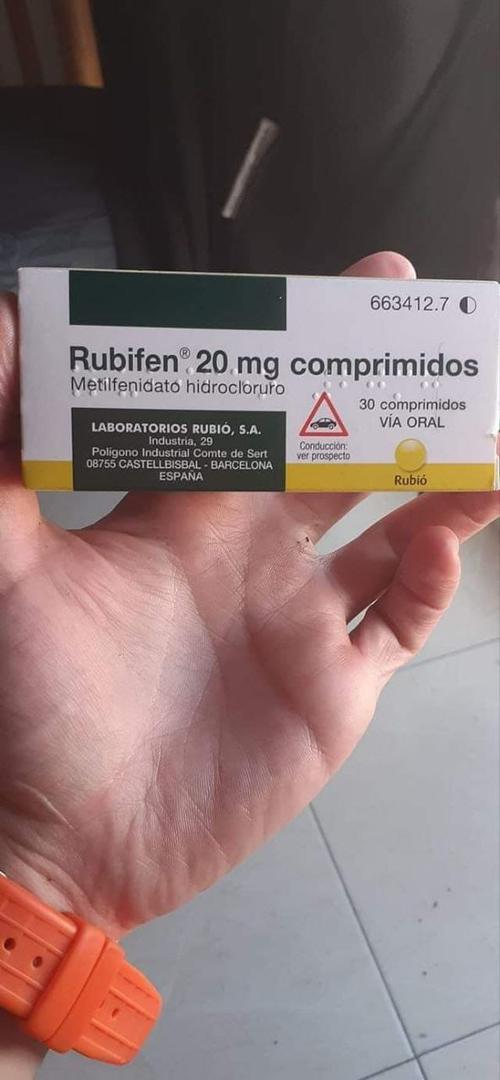 663412.7
Rubifen® 20 mg comprimidos
Metilfenidato hidrocloruro
30 comprimidos
VÍA ORAL
LABORATORIOS RUBIÓ, S.A.
Industria, 29
Polígono Industrial Comte de Sert
08755 CASTELLBISBAL - BARCELONA
ESPAÑA
Conducción:
ver prospecto
Rubió